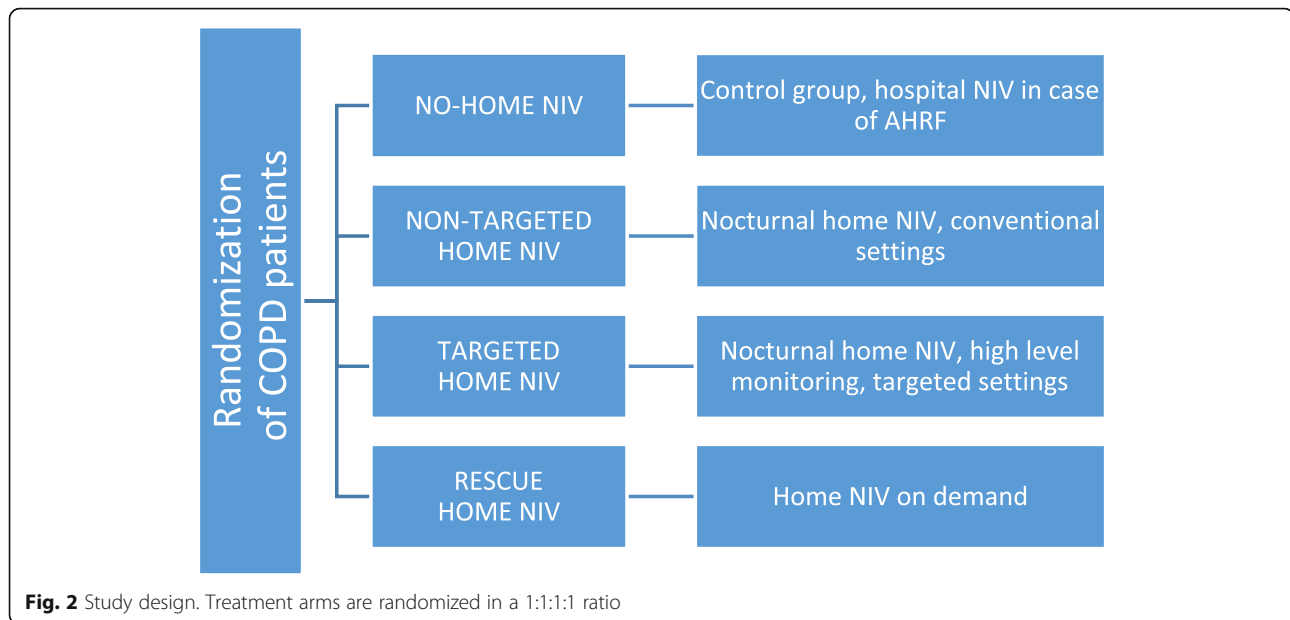 Randomization
of COPD patients
NO-HOME NIV
Control group, hospital NIV in case
of AHRF
NON-TARGETED
HOME NIV
Nocturnal home NIV, conventional
settings
TARGETED
HOME NIV
Nocturnal home NIV, high level
monitoring, targeted settings
RESCUE
HOME NIV
Home NIV on demand
Fig. 2 Study design. Treatment arms are randomized in a 1:1:1:1 ratio